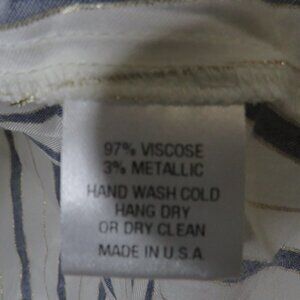 97% VISCOSE
3% METALLIC
HAND WASH COLD
HANG DRY
OR DRY CLEAN
MADE IN U.S.A